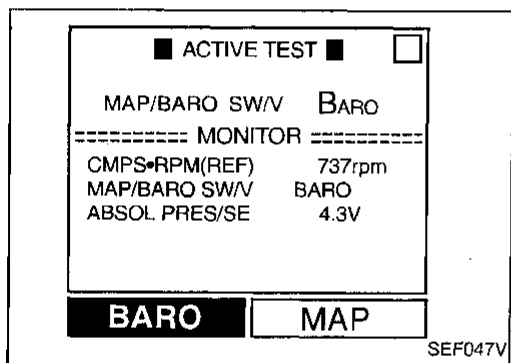 ■ ACTIVE TEST ■
MAP/BARO SW/V BARO
========== MONITOR ==========
CMPS•RPM(REF) 737rpm
MAP/BARO SW/V BARO
ABSOL PRES/SE 4.3V
BARO MAP
SEF047V